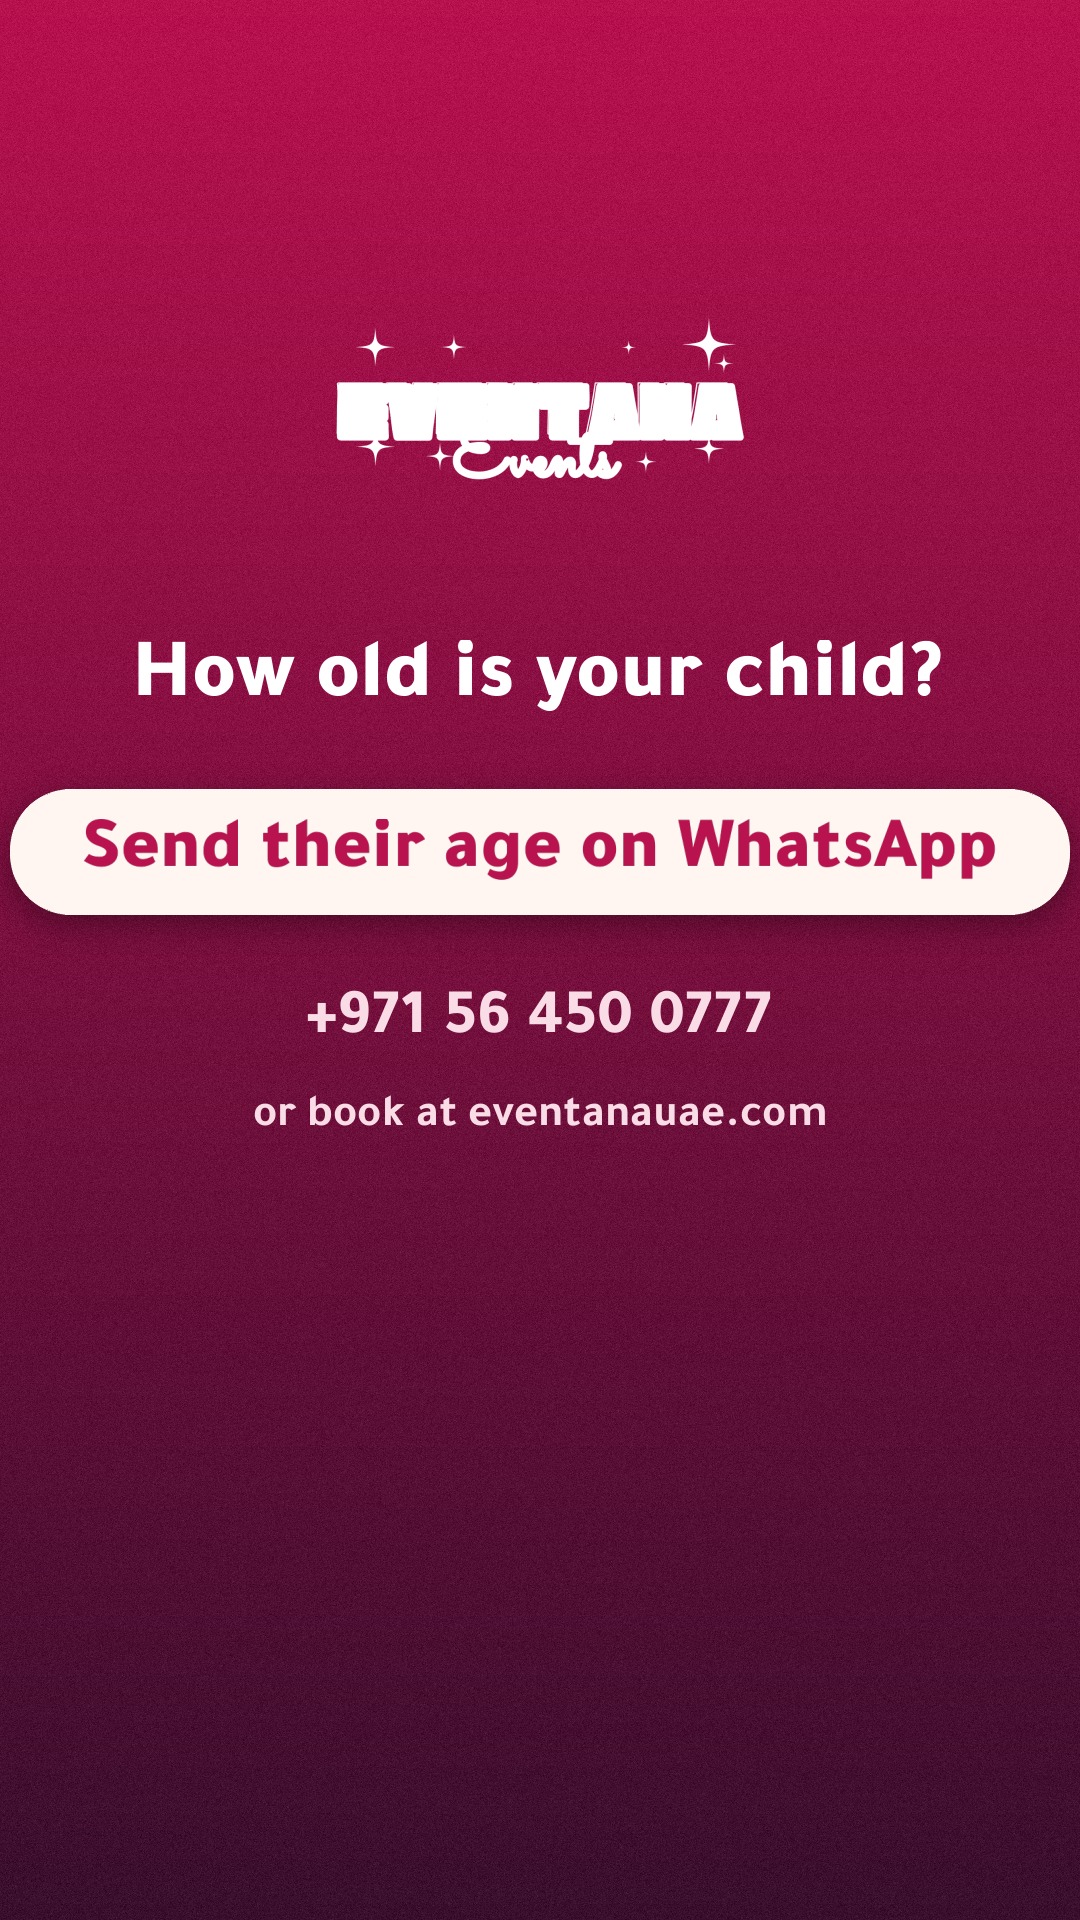 EVENTANA
Events
How old is your child?
Send their age on WhatsApp
+971 56 450 0777
or book at eventanauae.com